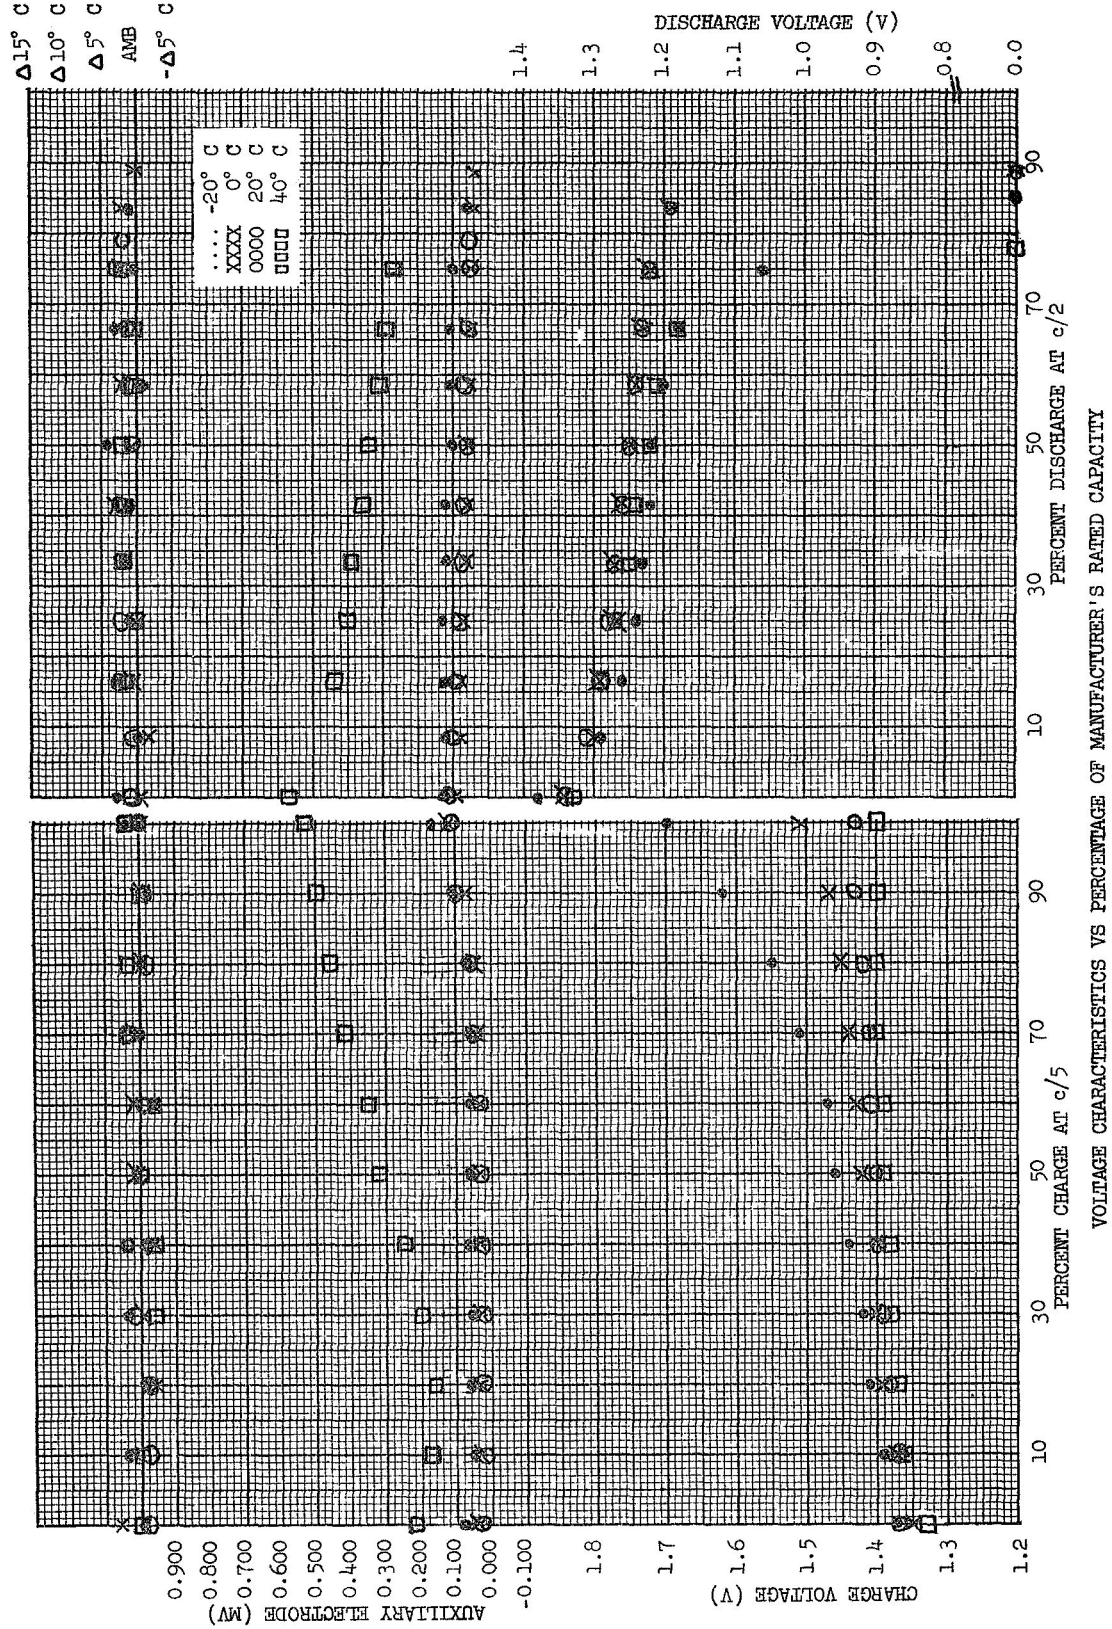 Δ15° C
Δ10° C
Δ5° C
AMB
-Δ5° C
.... -20° C
XXXX 0° C
OOOO 20° C
□□□□ 40° C
AUXILIARY ELECTRODE (MV)
0.900
0.800
0.700
0.600
0.500
0.400
0.300
0.200
0.100
0.000
-0.100
CHARGE VOLTAGE (V)
1.8
1.7
1.6
1.5
1.4
1.3
1.2
DISCHARGE VOLTAGE (V)
1.4
1.3
1.2
1.1
1.0
0.9
0.8
0.0
10 30 50 70 90
PERCENT CHARGE AT c/5
10 30 50 70 90
PERCENT DISCHARGE AT c/2
VOLTAGE CHARACTERISTICS VS PERCENTAGE OF MANUFACTURER'S RATED CAPACITY